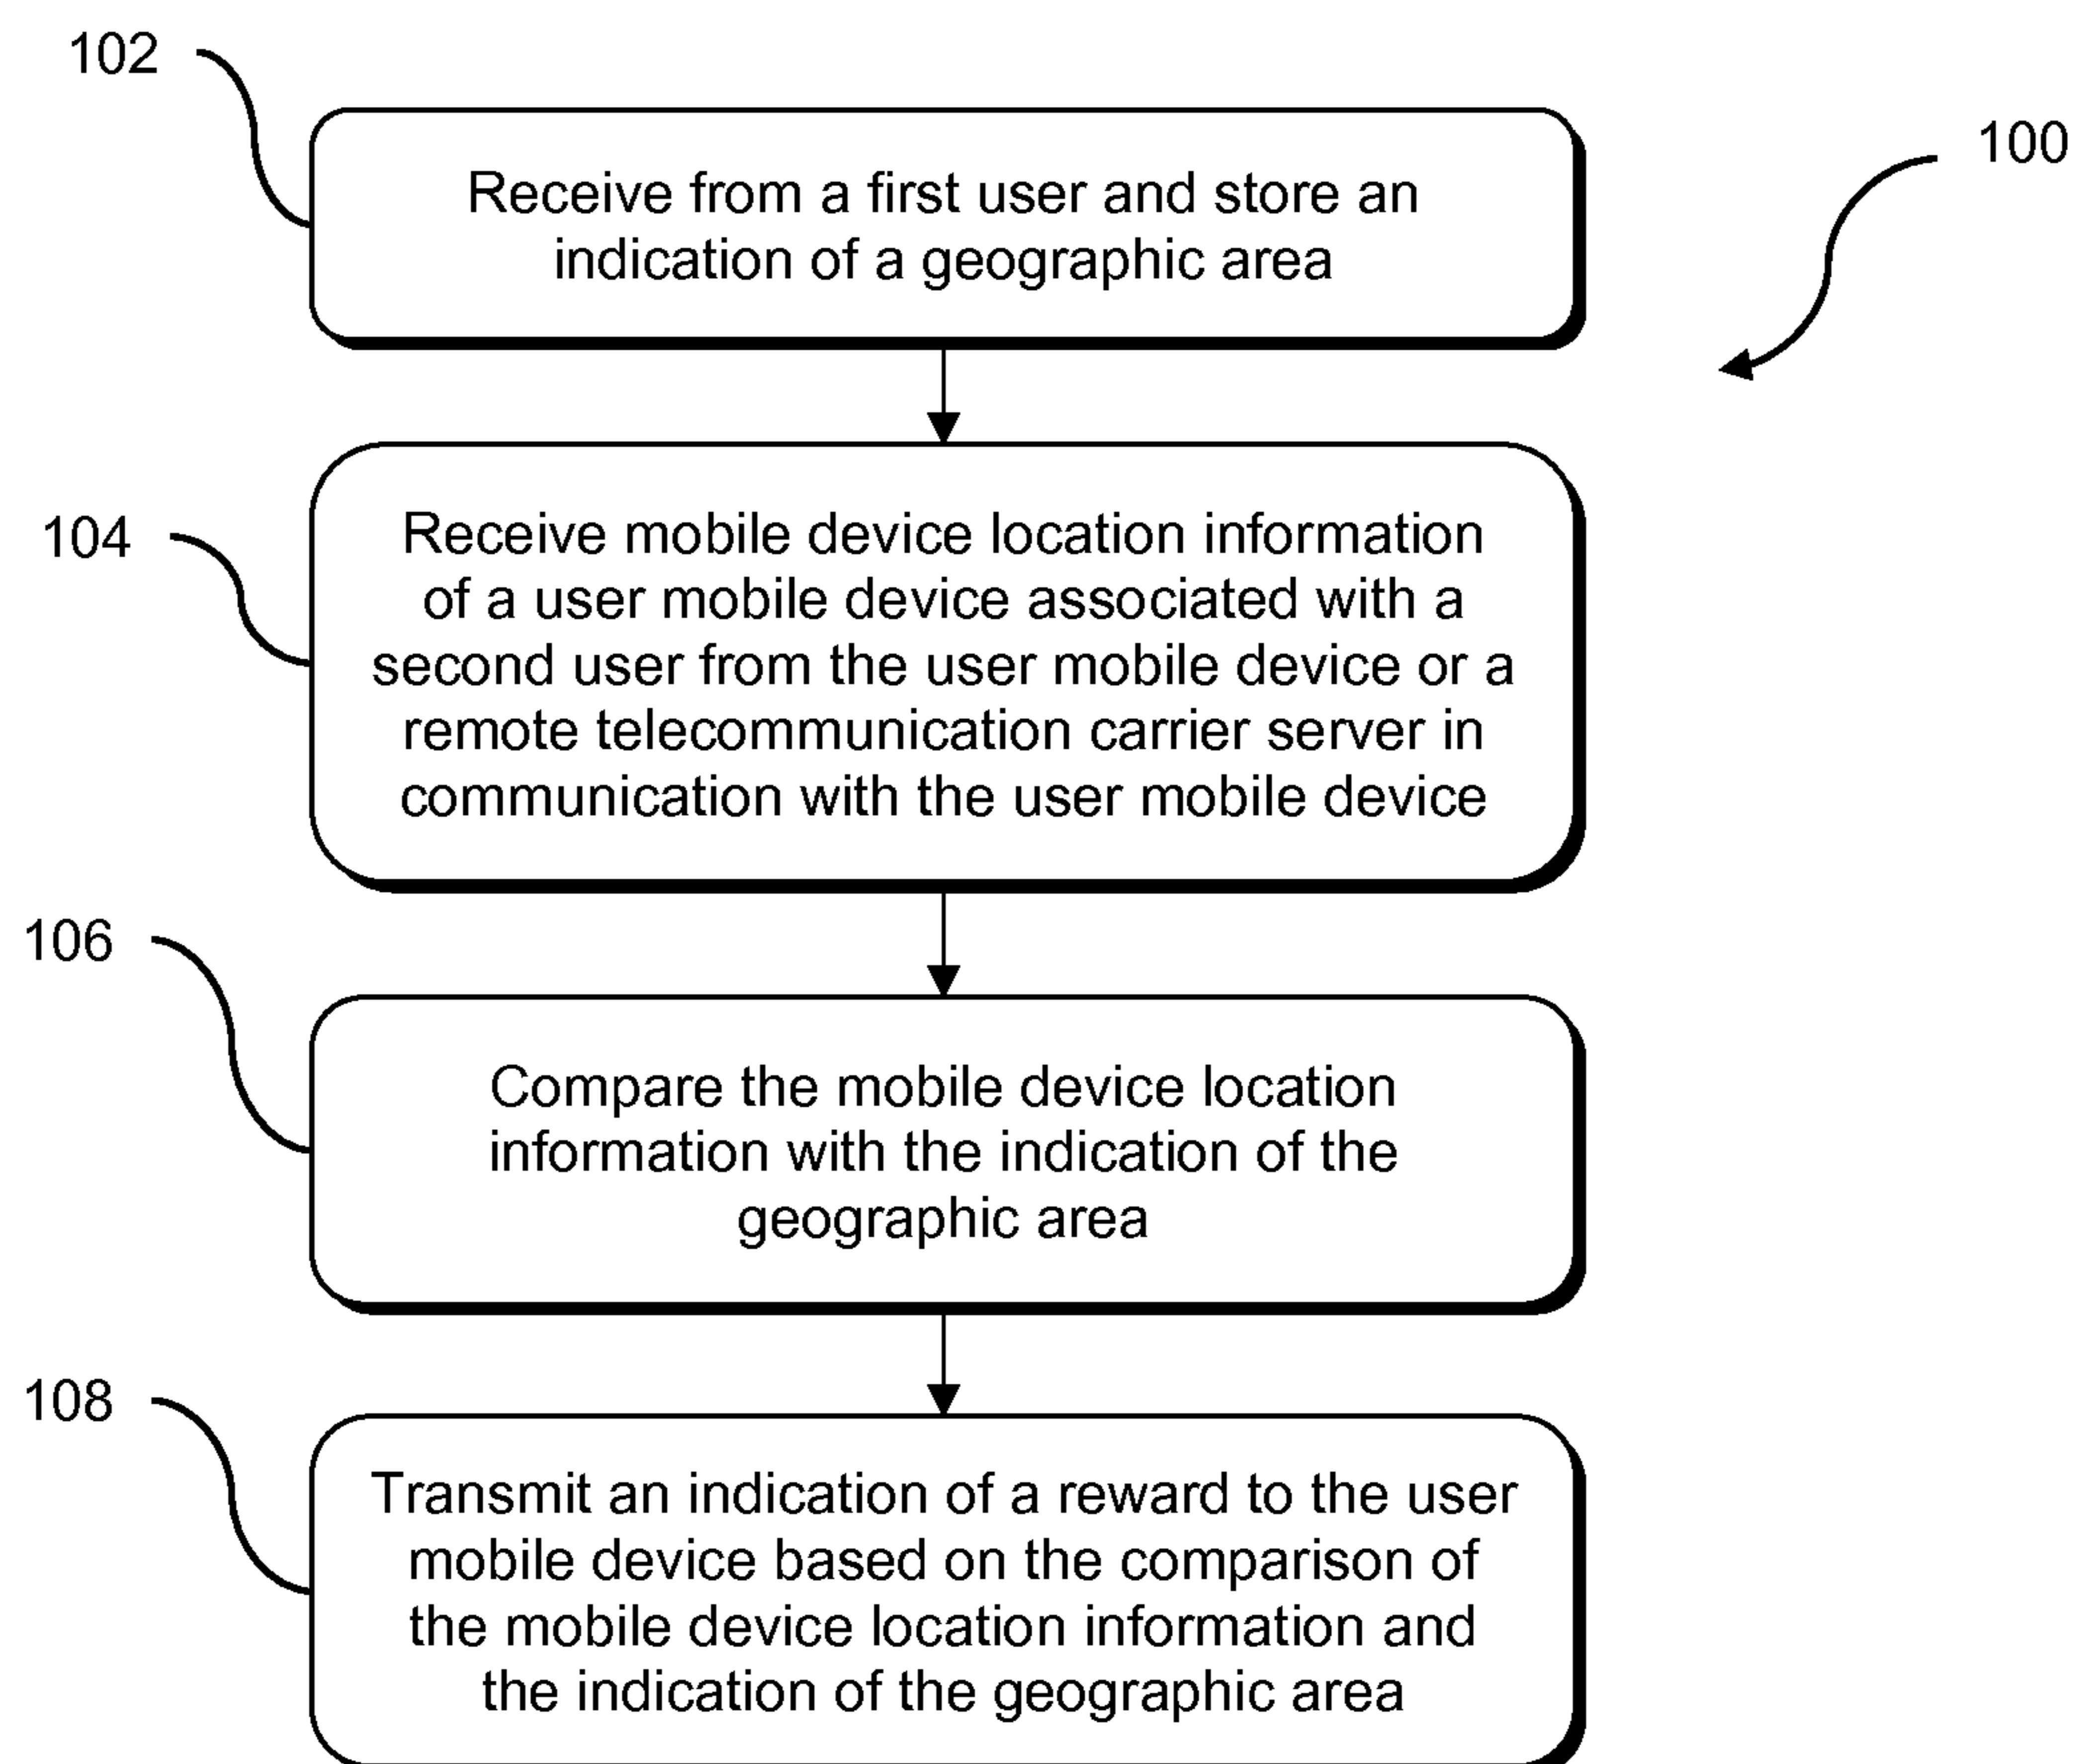 102
100
Receive from a first user and store an
indication of a geographic area
104
Receive mobile device location information
of a user mobile device associated with a
second user from the user mobile device or a
remote telecommunication carrier server in
communication with the user mobile device
106
Compare the mobile device location
information with the indication of the
geographic area
108
Transmit an indication of a reward to the user
mobile device based on the comparison of
the mobile device location information and
the indication of the geographic area